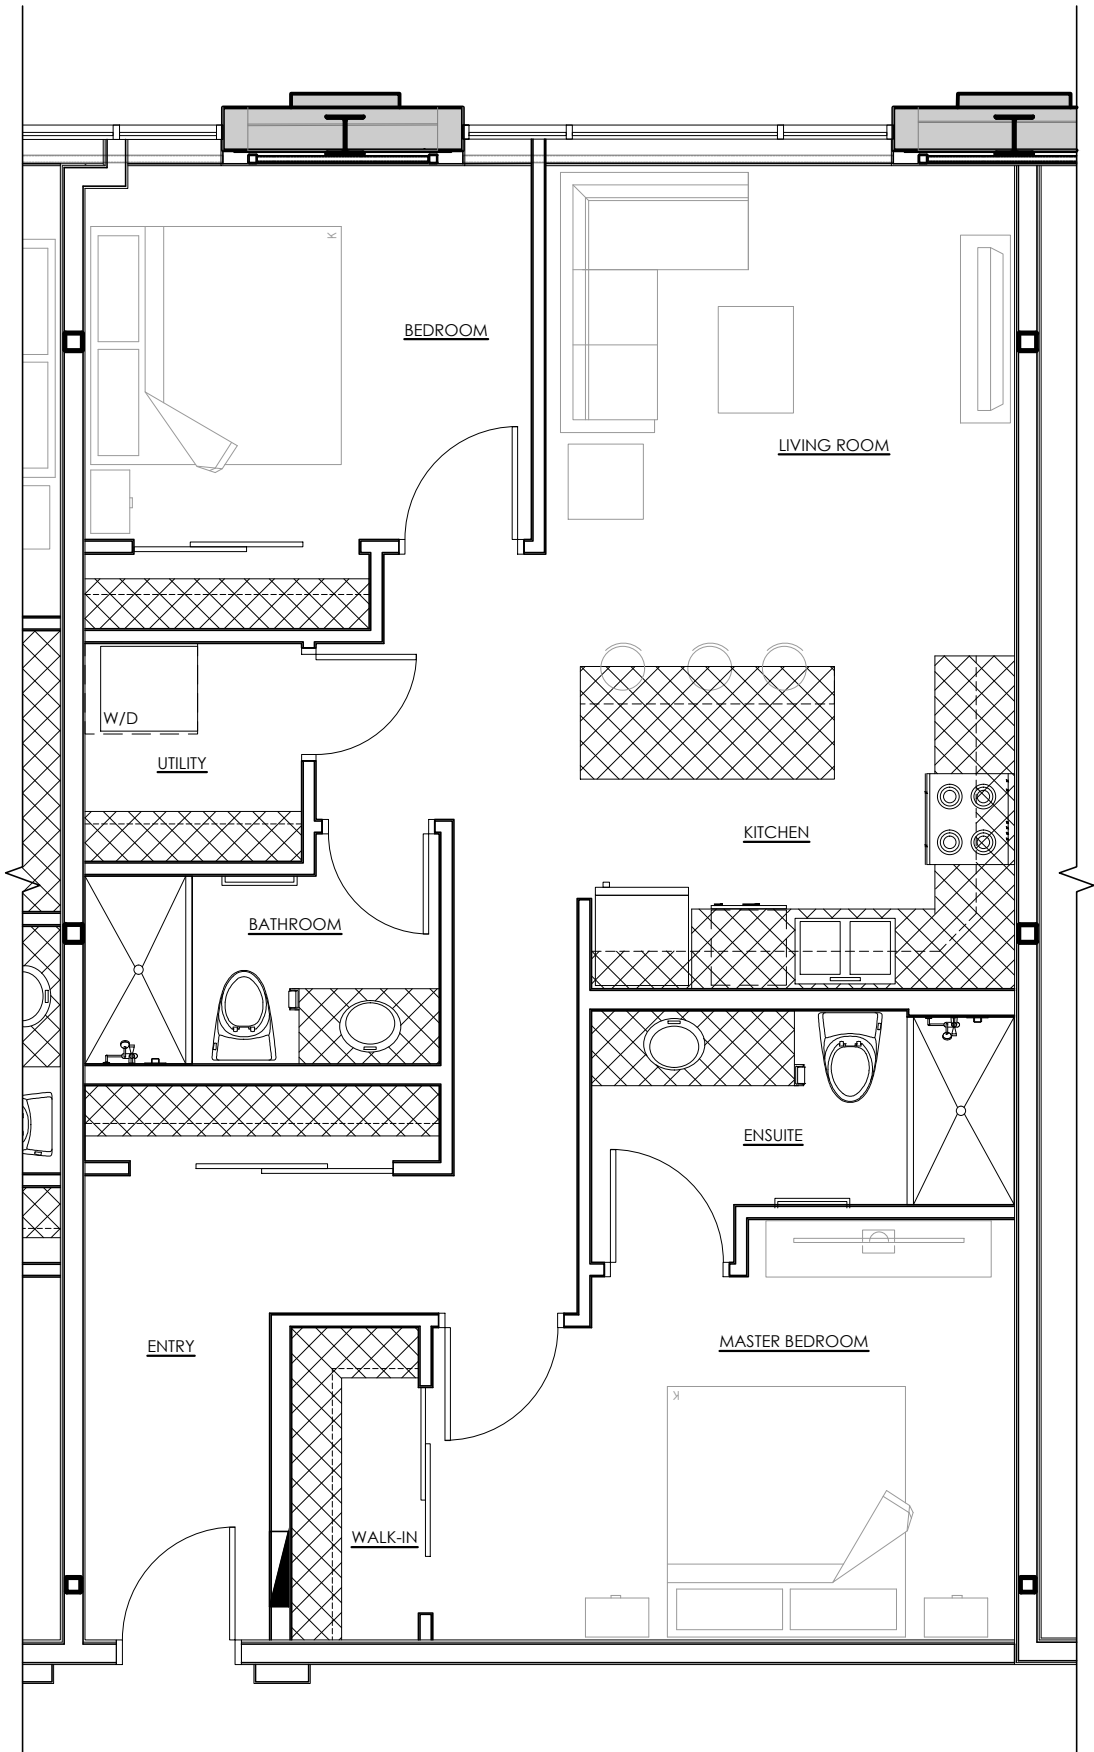 K
BEDROOM
LIVING ROOM
W/D
UTILITY
KITCHEN
BATHROOM
ENSUITE
ENTRY
MASTER BEDROOM
K
WALK-IN